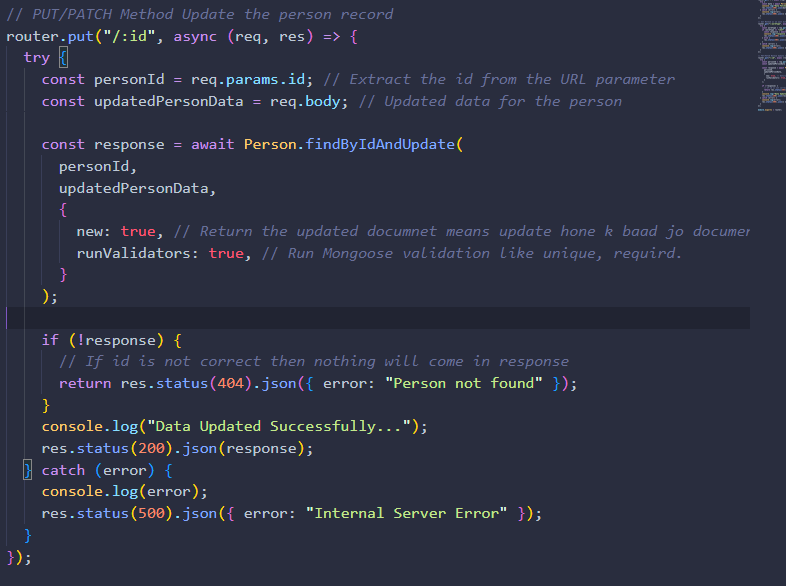 // PUT/PATCH Method Update the person record
router.put("/:id", async (req, res) => {
  try {
    const personId = req.params.id; // Extract the id from the URL parameter
    const updatedPersonData = req.body; // Updated data for the person

    const response = await Person.findByIdAndUpdate(
      personId,
      updatedPersonData,
      {
        new: true, // Return the updated documnet means update hone k baad jo
        runValidators: true, // Run Mongoose validation like unique, requird.
      }
    );

    if (!response) {
      // If id is not correct then nothing will come in response
      return res.status(404).json({ error: "Person not found" });
    }
    console.log("Data Updated Successfully...");
    res.status(200).json(response);
  } catch (error) {
    console.log(error);
    res.status(500).json({ error: "Internal Server Error" });
  }
});